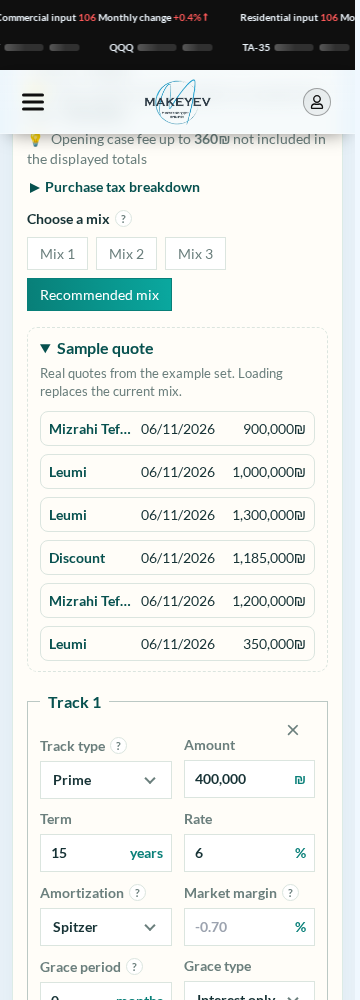 Commercial input 106 Monthly change +0.4%↑ Residential input 106 Mo
QQQ TA-35
MAKEYEV
💡 Opening case fee up to 360₪ not included in
the displayed totals
▶ Purchase tax breakdown
Choose a mix ?
Mix 1 Mix 2 Mix 3
Recommended mix
▼ Sample quote
Real quotes from the example set. Loading
replaces the current mix.
Mizrahi Tef... 06/11/2026 900,000₪
Leumi 06/11/2026 1,000,000₪
Leumi 06/11/2026 1,300,000₪
Discount 06/11/2026 1,185,000₪
Mizrahi Tef... 06/11/2026 1,200,000₪
Leumi 06/11/2026 350,000₪
Track 1
×
Track type ? Amount
Prime 400,000 ₪
Term Rate
15 years 6 %
Amortization ? Market margin ?
Spitzer -0.70 %
Grace period ? Grace type
0 months Interest only